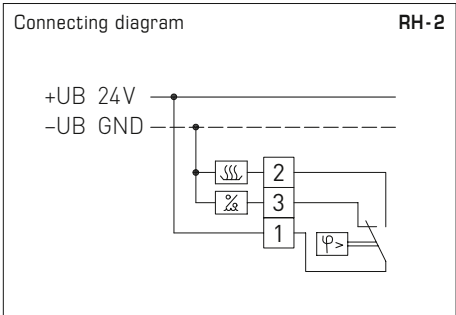 Connecting diagram RH-2
+UB 24V
–UB GND
2
3
1
φ>